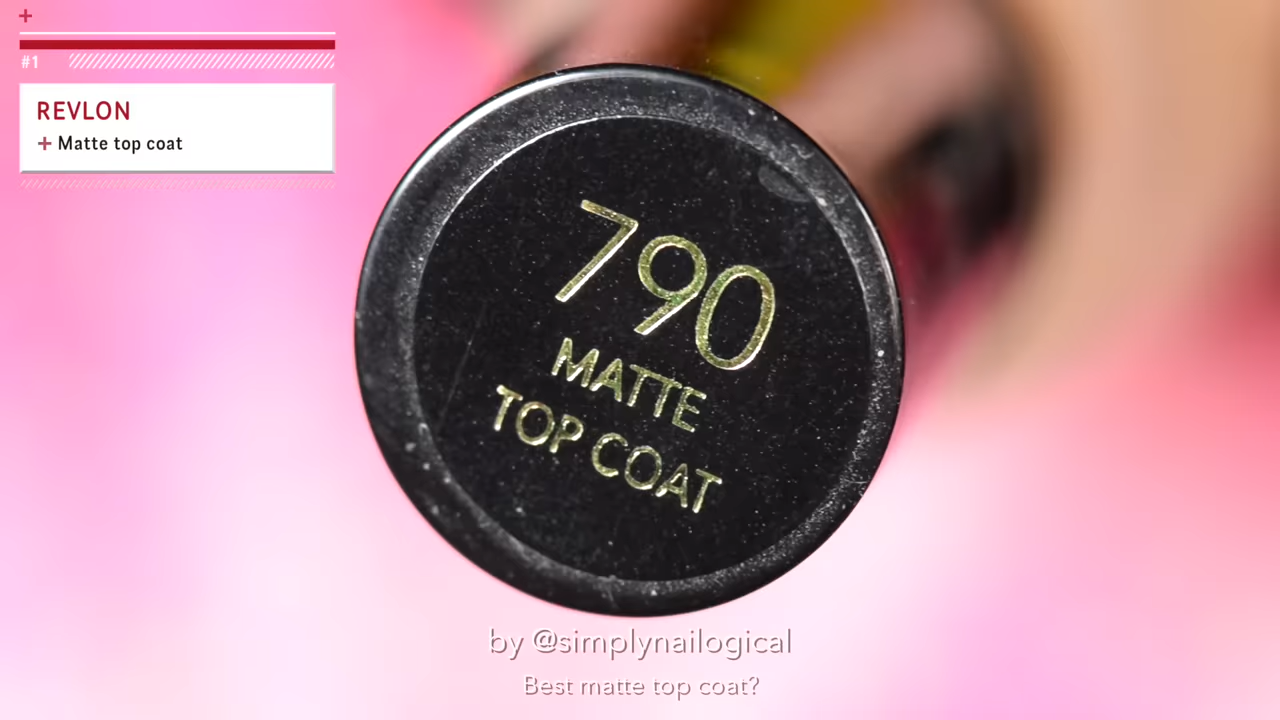 +
#1
REVLON
+ Matte top coat
790
MATTE
TOP COAT
by @simplynailogical
Best matte top coat?